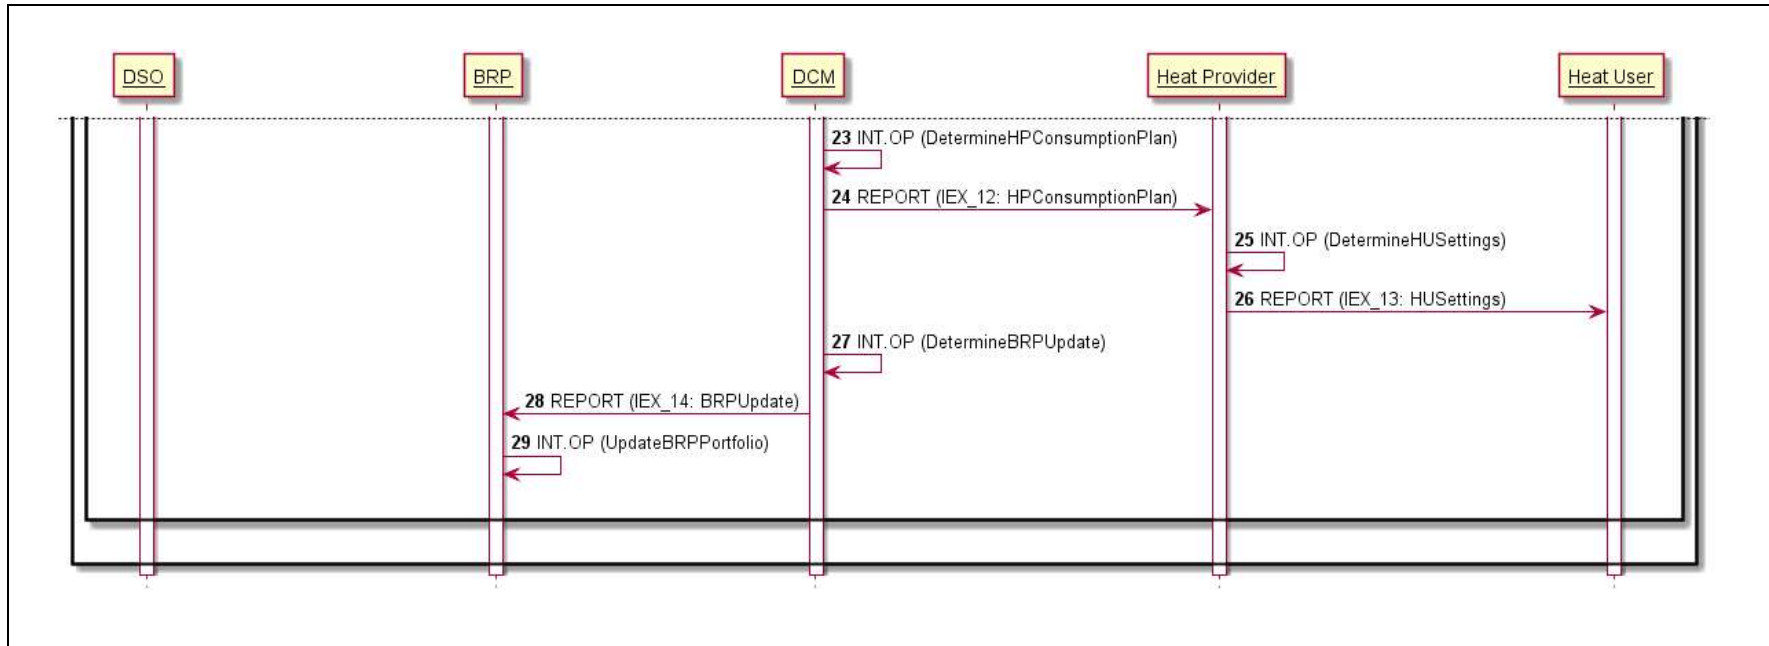 DSO
BRP
DCM
Heat Provider
Heat User
23 INT.OP (DetermineHPConsumptionPlan)
24 REPORT (IEX_12: HPConsumptionPlan)
25 INT.OP (DetermineHUSettings)
26 REPORT (IEX_13: HUSettings)
27 INT.OP (DetermineBRPUpdate)
28 REPORT (IEX_14: BRPUpdate)
29 INT.OP (UpdateBRPPortfolio)